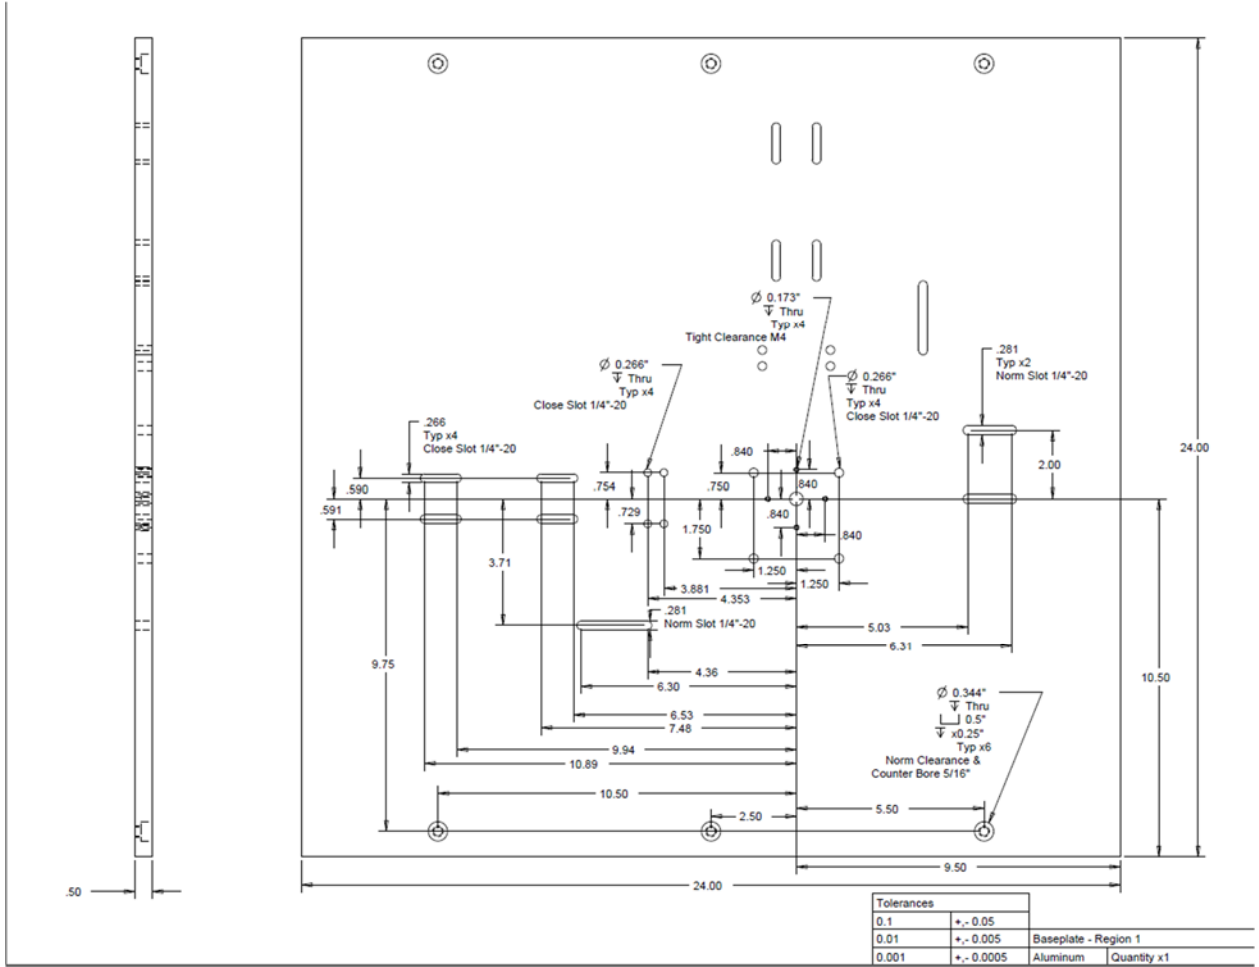 Ø 0.173"
↧ Thru
Typ x4
Tight Clearance M4
Ø 0.266"
↧ Thru
Typ x4
Close Slot 1/4"-20
Ø 0.266"
↧ Thru
Typ x4
Close Slot 1/4"-20
.281
Typ x2
Norm Slot 1/4"-20
.266
Typ x4
Close Slot 1/4"-20
24.00
.840
2.00
.590
.754
.750
.840
.591
.729
.840
1.750
.840
3.71
1.250
1.250
3.881
4.353
.281
Norm Slot 1/4"-20
5.03
6.31
9.75
4.36
10.50
6.30
Ø 0.344"
↧ Thru
⌴ 0.5"
↧ x0.25"
Typ x6
Norm Clearance &
Counter Bore 5/16"
6.53
7.48
9.94
10.89
10.50
5.50
2.50
9.50
.50
24.00
Tolerances
0.1 +,- 0.05
0.01 +,- 0.005 Baseplate - Region 1
0.001 +,- 0.0005 Aluminum Quantity x1